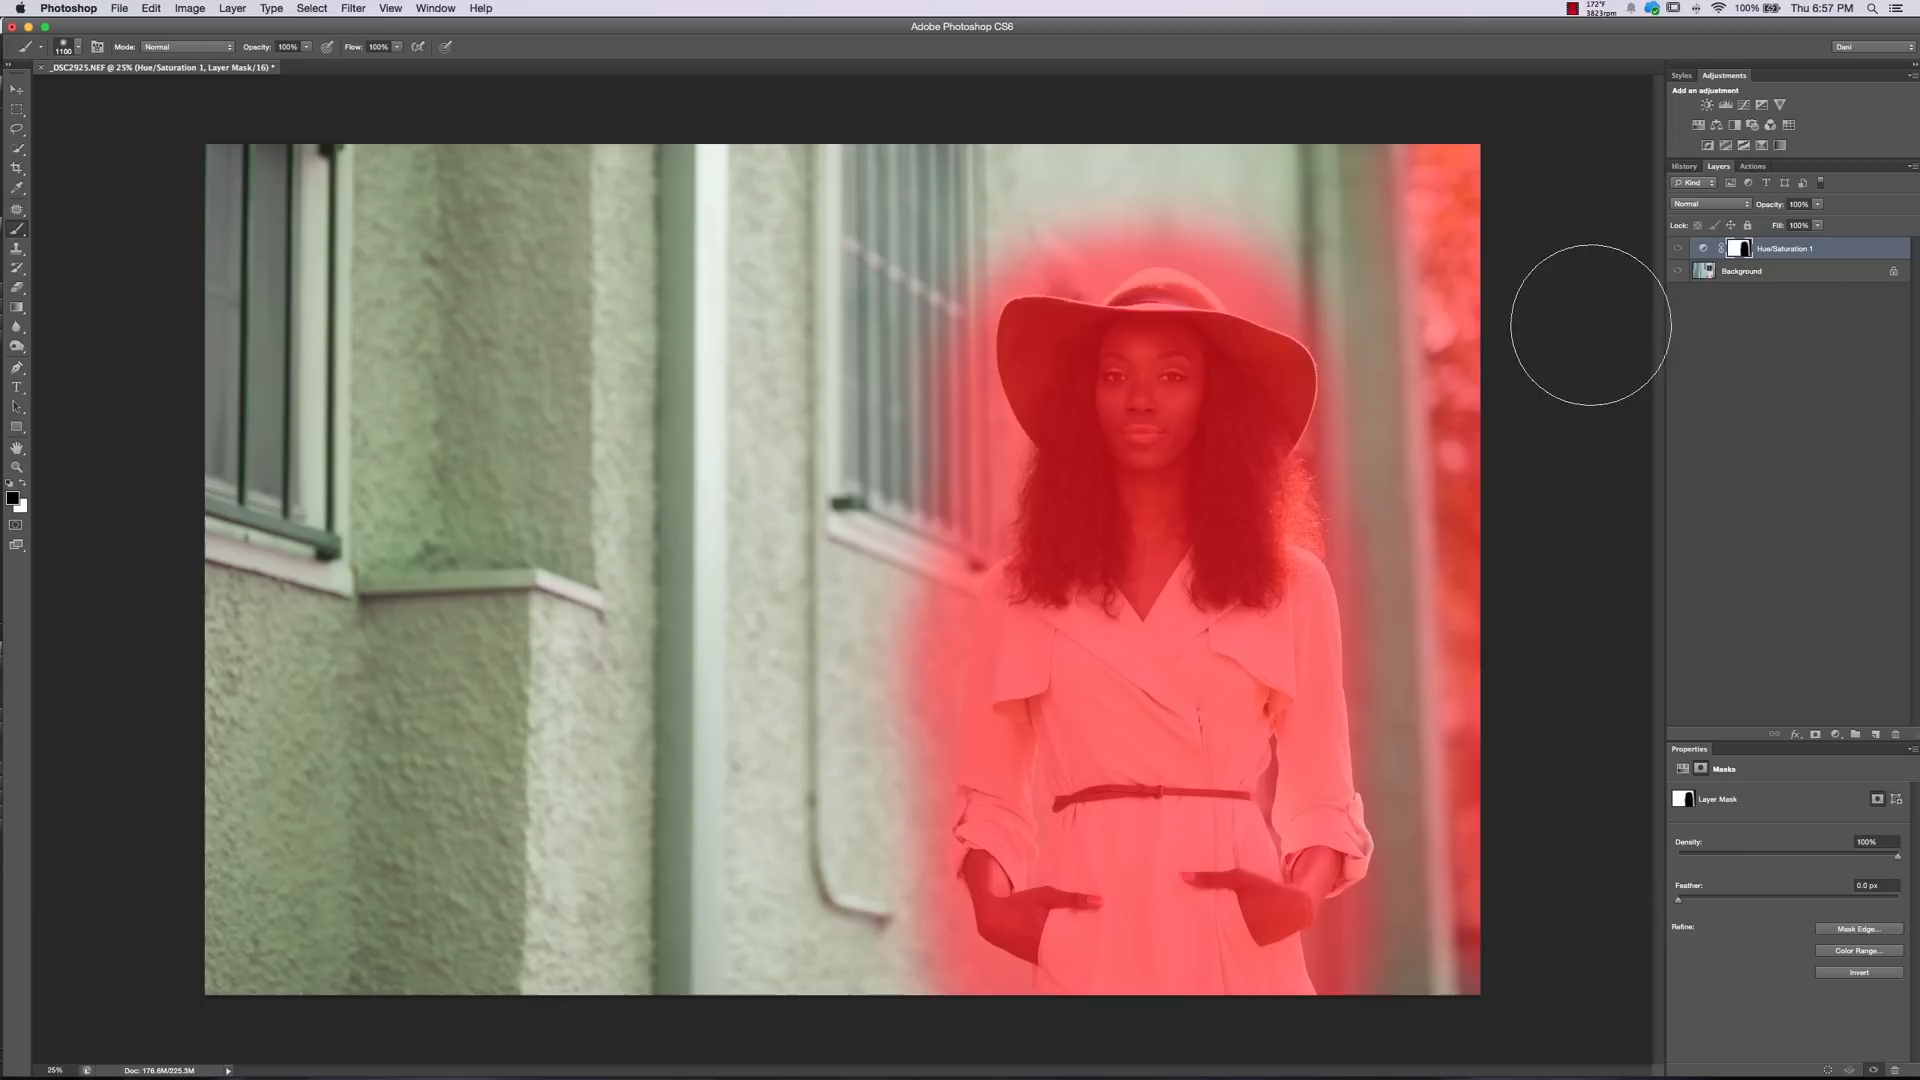 Photoshop File Edit Image Layer Type Select Filter View Window Help 172°F 3823rpm 100% Thu 6:57 PM
Adobe Photoshop CS6
1100 Mode: Normal Opacity: 100% Flow: 100% Dani
_DSC2925.NEF @ 25% (Hue/Saturation 1, Layer Mask/16) *
Styles Adjustments
Add an adjustment
History Layers Actions
Kind
Normal Opacity: 100%
Lock: Fill: 100%
Hue/Saturation 1
Background
Properties
Masks
Layer Mask
Density: 100%
Feather: 0.0 px
Refine: Mask Edge...
Color Range...
Invert
25% Doc: 176.6M/225.3M